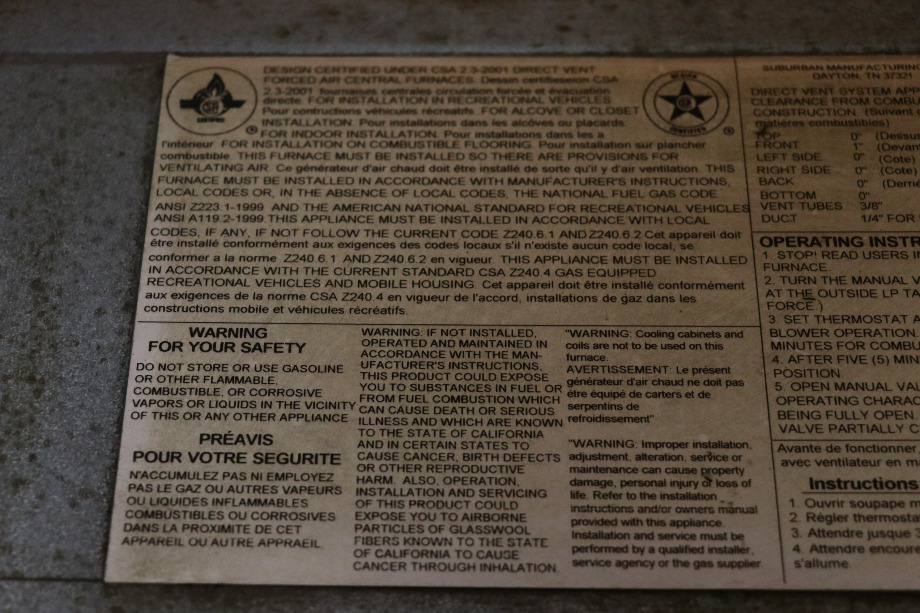 DESIGN CERTIFIED UNDER CSA 2.3-2001 DIRECT VENT
FORCED AIR CENTRAL FURNACES. Dessin certifiesion CSA
2.3-2001 fournaises centrales circulation forcée et évacuation
directe. FOR INSTALLATION IN RECREATIONAL VEHICLES.
Pour contructions véhicules récréatifs. FOR ALCOVE OR CLOSET
INSTALLATION. Pour installations dans les alcôves ou placards.
FOR INDOOR INSTALLATION. Pour installations dans les a
l'intérieur. FOR INSTALLATION ON COMBUSTIBLE FLOORING. Pour installation sur plancher
combustible. THIS FURNACE MUST BE INSTALLED SO THERE ARE PROVISIONS FOR
VENTILATING AIR. Ce générateur d'air chaud doit être installé de sorte qu'il y d'air ventilation. THIS
FURNACE MUST BE INSTALLED IN ACCORDANCE WITH MANUFACTURER'S INSTRUCTIONS,
LOCAL CODES OR, IN THE ABSENCE OF LOCAL CODES, THE NATIONAL FUEL GAS CODE
ANSI Z223.1-1999 AND THE AMERICAN NATIONAL STANDARD FOR RECREATIONAL VEHICLES
ANSI A119.2-1999 THIS APPLIANCE MUST BE INSTALLED IN ACCORDANCE WITH LOCAL
CODES, IF ANY, IF NOT FOLLOW THE CURRENT CODE Z240.6.1 AND Z240.6.2 Cet appareil doit
être installé conformément aux exigences des codes locaux s'il n'existe aucun code local, se
conformer a la norme Z240.6.1 AND Z240.6.2 en vigueur. THIS APPLIANCE MUST BE INSTALLED
IN ACCORDANCE WITH THE CURRENT STANDARD CSA Z240.4 GAS EQUIPPED
RECREATIONAL VEHICLES AND MOBILE HOUSING. Cet appareil doit être installé conformément
aux exigences de la norme CSA Z240.4 en vigueur de l'accord, installations de gaz dans les
constructions mobile et véhicules récréatifs.
WARNING
FOR YOUR SAFETY
DO NOT STORE OR USE GASOLINE
OR OTHER FLAMMABLE,
COMBUSTIBLE, OR CORROSIVE
VAPORS OR LIQUIDS IN THE VICINITY
OF THIS OR ANY OTHER APPLIANCE
PRÉAVIS
POUR VOTRE SEGURITE
N'ACCUMULEZ PAS NI EMPLOYEZ
PAS LE GAZ OU AUTRES VAPEURS
OU LIQUIDES INFLAMMABLES
COMBUSTIBLES OU CORROSIVES
DANS LA PROXIMITE DE CET
APPAREIL OU AUTRE APPRAEIL.
WARNING: IF NOT INSTALLED,
OPERATED AND MAINTAINED IN
ACCORDANCE WITH THE MAN-
UFACTURER'S INSTRUCTIONS,
THIS PRODUCT COULD EXPOSE
YOU TO SUBSTANCES IN FUEL OR
FROM FUEL COMBUSTION WHICH
CAN CAUSE DEATH OR SERIOUS
ILLNESS AND WHICH ARE KNOWN
TO THE STATE OF CALIFORNIA
AND IN CERTAIN STATES TO
CAUSE CANCER, BIRTH DEFECTS
OR OTHER REPRODUCTIVE
HARM. ALSO, OPERATION,
INSTALLATION AND SERVICING
OF THIS PRODUCT COULD
EXPOSE YOU TO AIRBORNE
PARTICLES OF GLASSWOOL
FIBERS KNOWN TO THE STATE
OF CALIFORNIA TO CAUSE
CANCER THROUGH INHALATION.
"WARNING: Cooling cabinets and
coils are not to be used on this
furnace.
AVERTISSEMENT: Le présent
générateur d'air chaud ne doit pas
être équipé de carters et de
serpentins de
refroidissement"
"WARNING: Improper installation,
adjustment, alteration, service or
maintenance can cause property
damage, personal injury or loss of
life. Refer to the installation
instructions and/or owners manual
provided with this appliance.
Installation and service must be
performed by a qualified installer,
service agency or the gas supplier
DESIGN
CERTIFIED
SUBURBAN MANUFACTURING
DAYTON, TN 37321
DIRECT VENT SYSTEM APP
CLEARANCE FROM COMBU
CONSTRUCTION. (Suivant
matières combustibles)
TOP 0" (Dessu
FRONT 1" (Devan
LEFT SIDE 0" (Cote)
RIGHT SIDE 0" (Cote)
BACK 0" (Derri
BOTTOM 0"
VENT TUBES 3/8"
DUCT 1/4" FOR
OPERATING INSTR
1. STOP! READ USERS IN
FURNACE.
2. TURN THE MANUAL V
AT THE OUTSIDE LP TA
FORCE.)
3. SET THERMOSTAT A
BLOWER OPERATION
MINUTES FOR COMBU
4. AFTER FIVE (5) MIN
POSITION
5. OPEN MANUAL VAL
OPERATING CHARAC
BEING FULLY OPEN
VALVE PARTIALLY C
Avante de fonctionner,
avec ventilateur en m
Instructions
1. Ouvrir soupape m
2. Régler thermosta
3. Attendre jusque 3
4. Attendre encoure
s'allume.